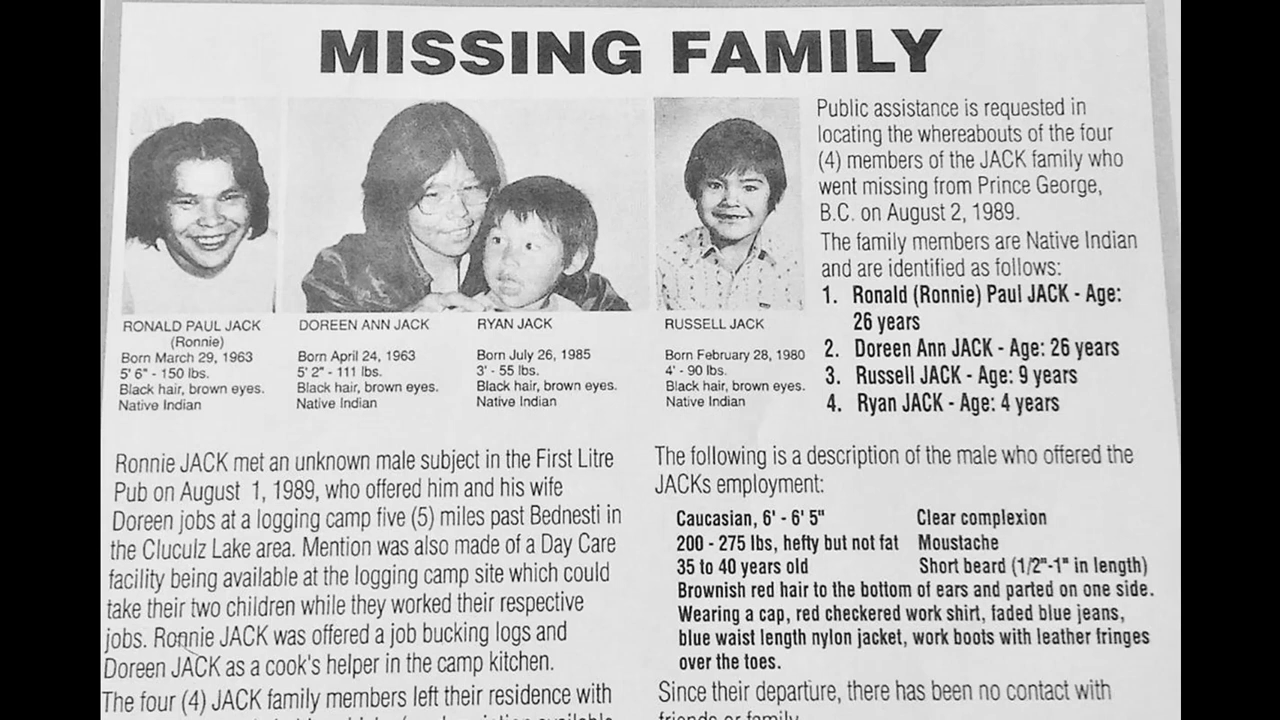 MISSING FAMILY
RONALD PAUL JACK
(Ronnie)
Born March 29, 1963
5' 6" - 150 lbs.
Black hair, brown eyes.
Native Indian
DOREEN ANN JACK
Born April 24, 1963
5' 2" - 111 lbs.
Black hair, brown eyes.
Native Indian
RYAN JACK
Born July 26, 1985
3' - 55 lbs.
Black hair, brown eyes.
Native Indian
RUSSELL JACK
Born February 28, 1980
4' - 90 lbs.
Black hair, brown eyes.
Native Indian
Public assistance is requested in
locating the whereabouts of the four
(4) members of the JACK family who
went missing from Prince George,
B.C. on August 2, 1989.
The family members are Native Indian
and are identified as follows:
1. Ronald (Ronnie) Paul JACK - Age:
26 years
2. Doreen Ann JACK - Age: 26 years
3. Russell JACK - Age: 9 years
4. Ryan JACK - Age: 4 years
Ronnie JACK met an unknown male subject in the First Litre
Pub on August 1, 1989, who offered him and his wife
Doreen jobs at a logging camp five (5) miles past Bednesti in
the Cluculz Lake area. Mention was also made of a Day Care
facility being available at the logging camp site which could
take their two children while they worked their respective
jobs. Ronnie JACK was offered a job bucking logs and
Doreen JACK as a cook's helper in the camp kitchen.
The four (4) JACK family members left their residence with
The following is a description of the male who offered the
JACKs employment:
Caucasian, 6' - 6' 5" Clear complexion
200 - 275 lbs, hefty but not fat Moustache
35 to 40 years old Short beard (1/2"-1" in length)
Brownish red hair to the bottom of ears and parted on one side.
Wearing a cap, red checkered work shirt, faded blue jeans,
blue waist length nylon jacket, work boots with leather fringes
over the toes.
Since their departure, there has been no contact with
friends or family